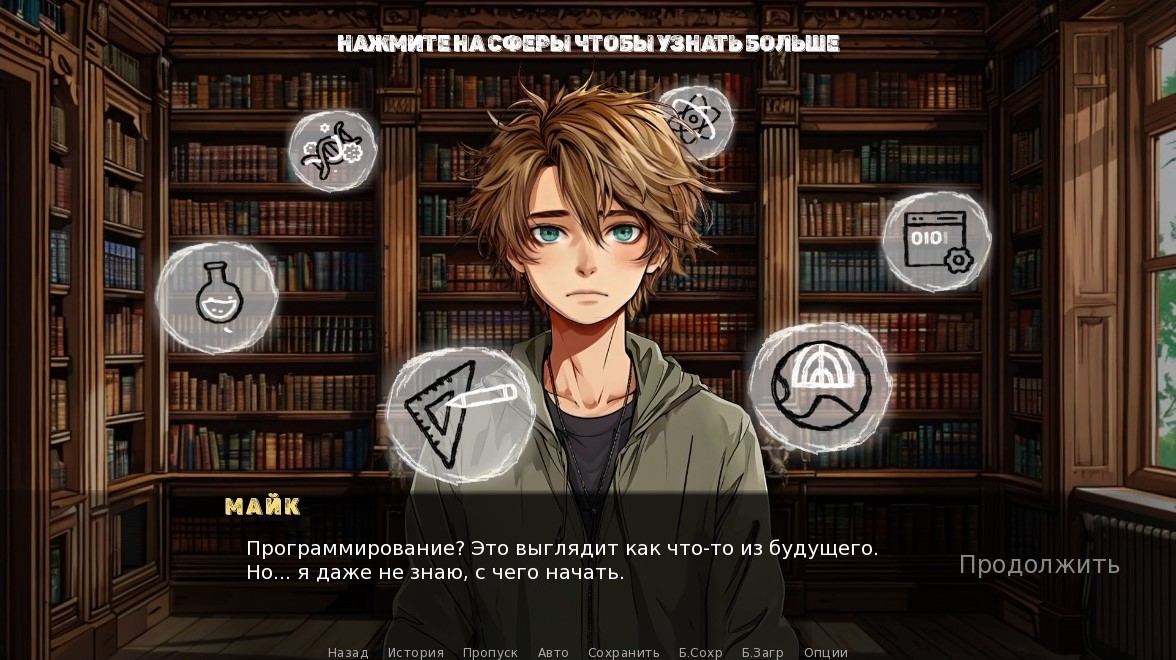 НАЖМИТЕ НА СФЕРЫ ЧТОБЫ УЗНАТЬ БОЛЬШЕ
0101
МАЙК
Программирование? Это выглядит как что-то из будущего.
Но... я даже не знаю, с чего начать.
Продолжить
Назад История Пропуск Авто Сохранить Б.Сохр Б.Загр Опции